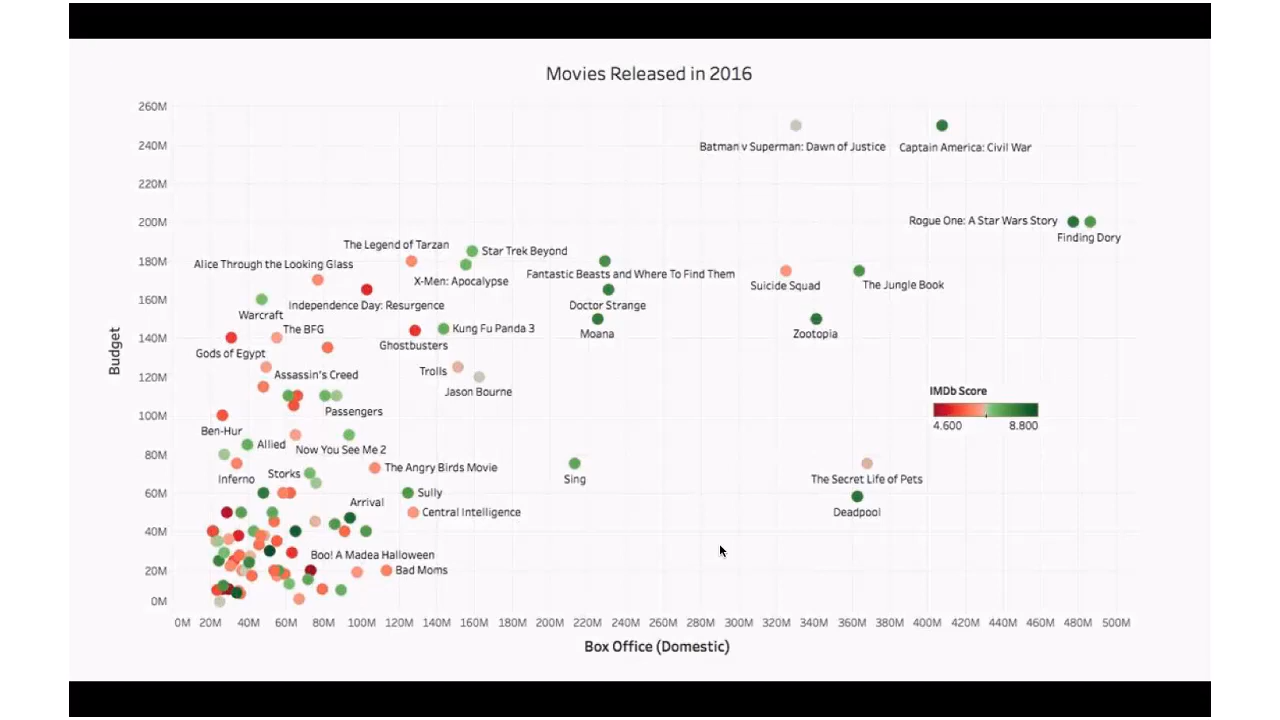 Movies Released in 2016
260M
Batman v Superman: Dawn of Justice
Captain America: Civil War
240M
220M
200M
Rogue One: A Star Wars Story
Finding Dory
The Legend of Tarzan
Star Trek Beyond
180M
Alice Through the Looking Glass
X-Men: Apocalypse
Fantastic Beasts and Where To Find Them
Suicide Squad
The Jungle Book
160M
Independence Day: Resurgence
Doctor Strange
Warcraft
The BFG
Kung Fu Panda 3
Moana
Zootopia
140M
Ghostbusters
Gods of Egypt
Assassin's Creed
Trolls
120M
Jason Bourne
Passengers
IMDb Score
4.600
8.800
100M
Ben-Hur
Allied
Now You See Me 2
80M
Inferno
Storks
The Angry Birds Movie
Sing
The Secret Life of Pets
60M
Sully
Arrival
Central Intelligence
Deadpool
40M
Boo! A Madea Halloween
20M
Bad Moms
0M
Budget
0M 20M 40M 60M 80M 100M 120M 140M 160M 180M 200M 220M 240M 260M 280M 300M 320M 340M 360M 380M 400M 420M 440M 460M 480M 500M
Box Office (Domestic)